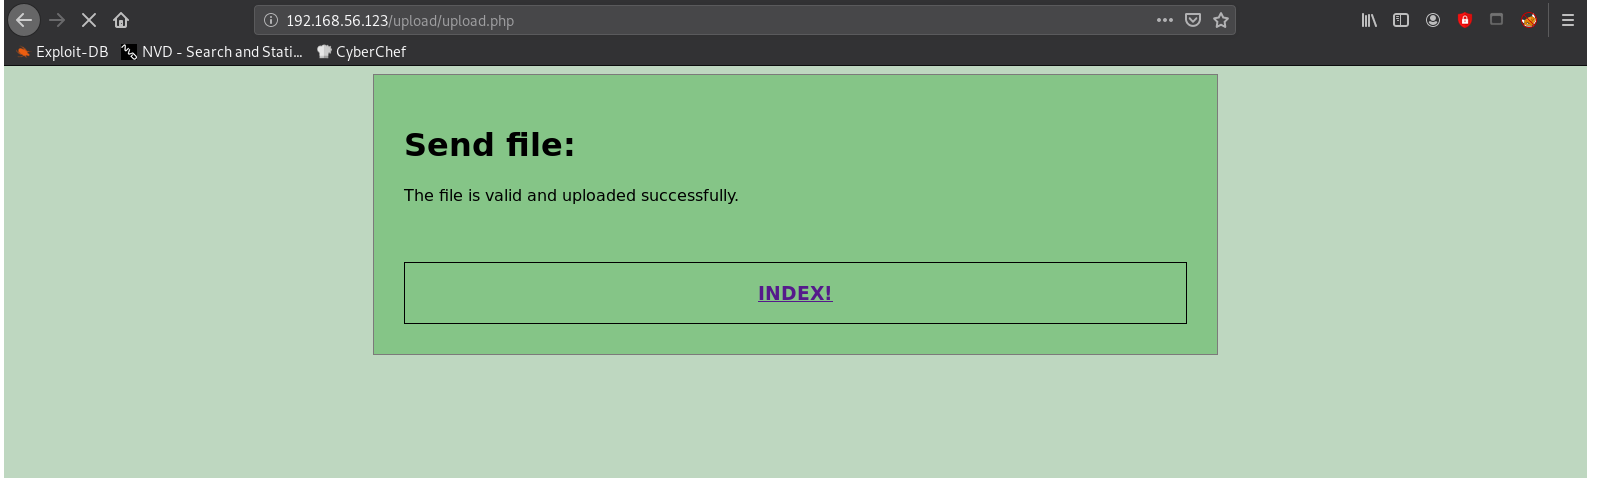 192.168.56.123/upload/upload.php
Exploit-DB NVD - Search and Stati... CyberChef
Send file:
The file is valid and uploaded successfully.
INDEX!